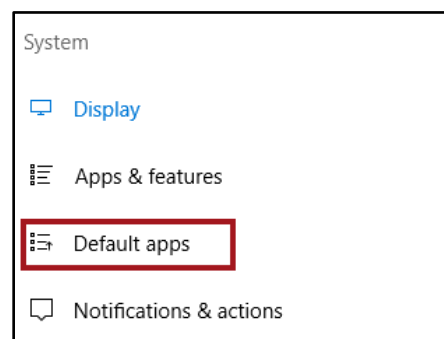 System
Display
Apps & features
Default apps
Notifications & actions